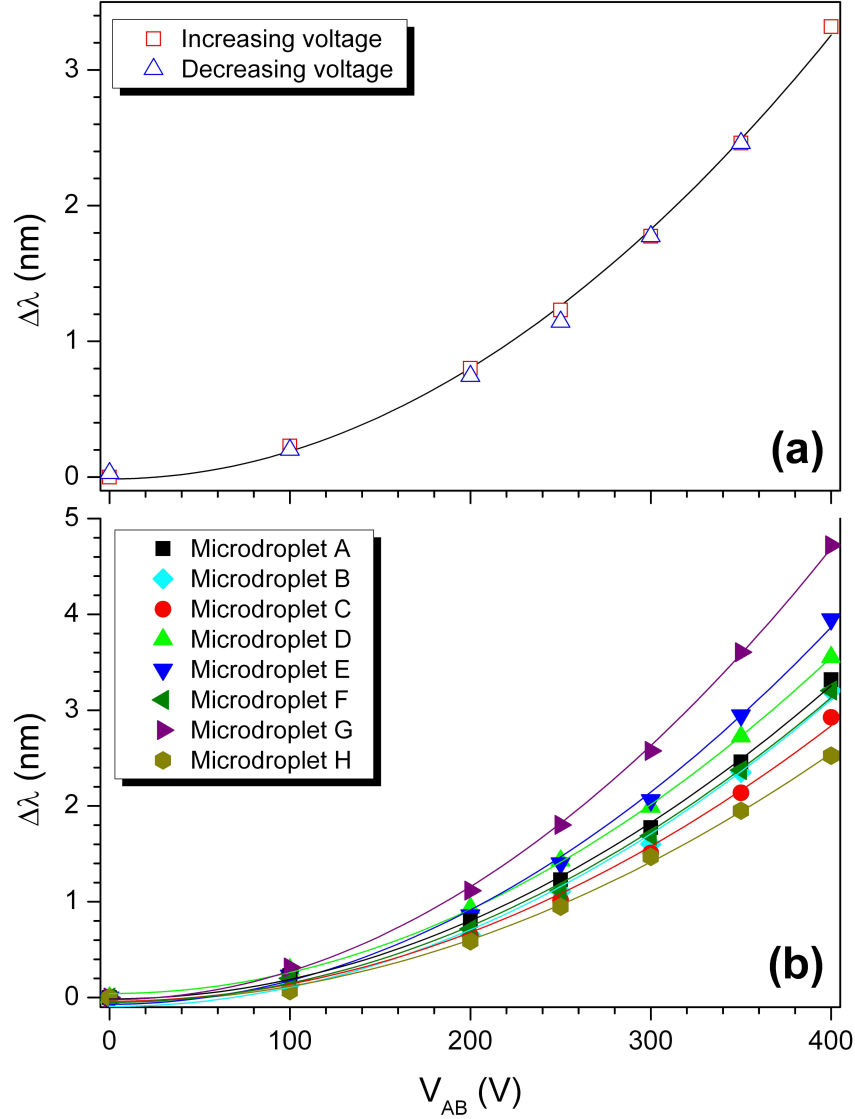 Increasing voltage
Decreasing voltage
3
2
1
0
Δλ (nm)
(a)
5
4
3
2
1
0
Δλ (nm)
Microdroplet A
Microdroplet B
Microdroplet C
Microdroplet D
Microdroplet E
Microdroplet F
Microdroplet G
Microdroplet H
(b)
0 100 200 300 400
V_AB (V)